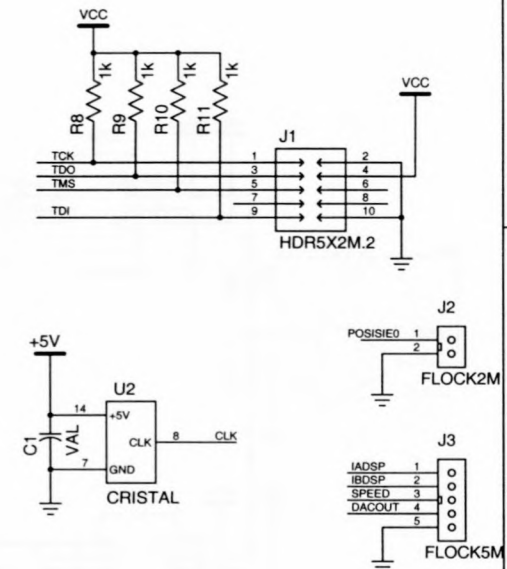 VCC
1k 1k 1k 1k
R8 R9 R10 R11
VCC
J1
TCK 1 2
TDO 3 4
TMS 5 6
7 8
TDI 9 10
HDR5X2M.2
+5V
U2
14 +5V
C1 VAL
CLK 8 CLK
7 GND
CRISTAL
J2
POSISIE0 1
2
FLOCK2M
J3
IADSP 1
IBDSP 2
SPEED 3
DACOUT 4
5
FLOCK5M